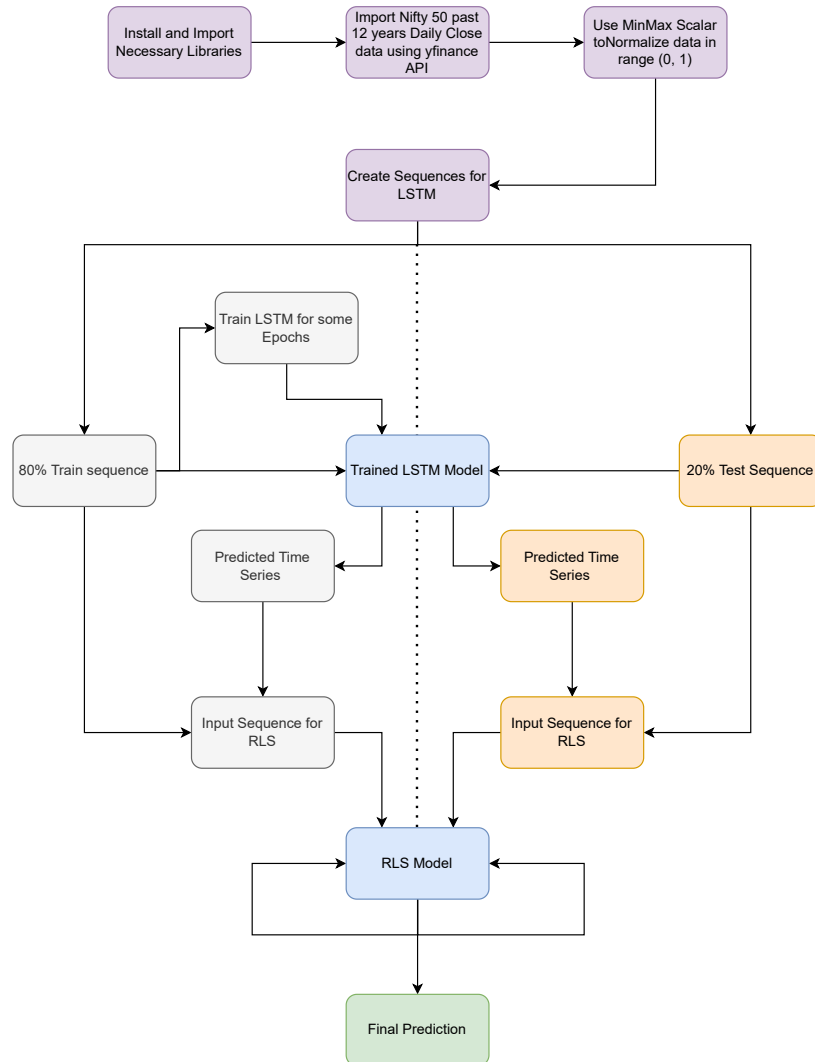 Install and Import
Necessary Libraries
Import Nifty 50 past
12 years Daily Close
data using yfinance
API
Use MinMax Scalar
toNormalize data in
range (0, 1)
Create Sequences for
LSTM
Train LSTM for some
Epochs
80% Train sequence
Trained LSTM Model
20% Test Sequence
Predicted Time
Series
Predicted Time
Series
Input Sequence for
RLS
Input Sequence for
RLS
RLS Model
Final Prediction